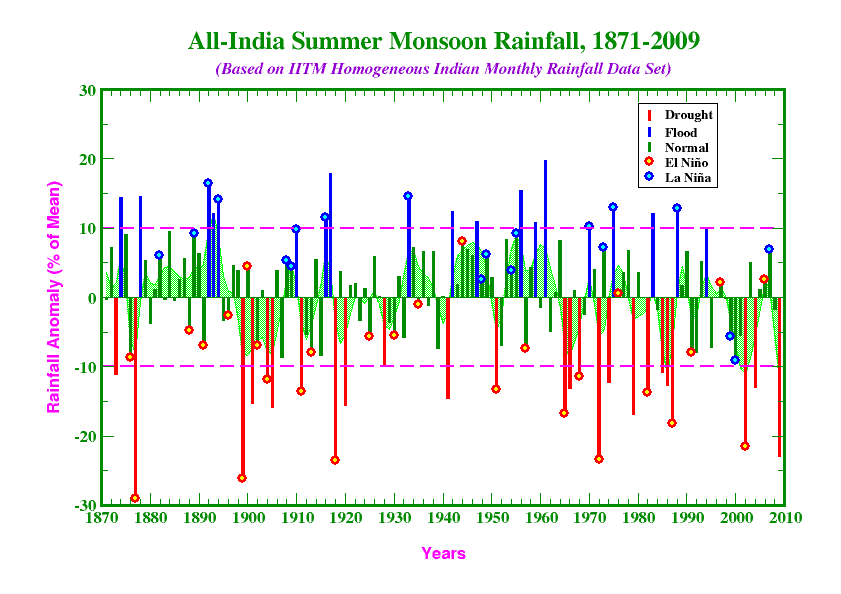 All-India Summer Monsoon Rainfall, 1871-2009
(Based on IITM Homogeneous Indian Monthly Rainfall Data Set)
30
20
10
0
-10
-20
-30
Rainfall Anomaly (% of Mean)
Drought
Flood
Normal
El Niño
La Niña
1870 1880 1890 1900 1910 1920 1930 1940 1950 1960 1970 1980 1990 2000 2010
Years